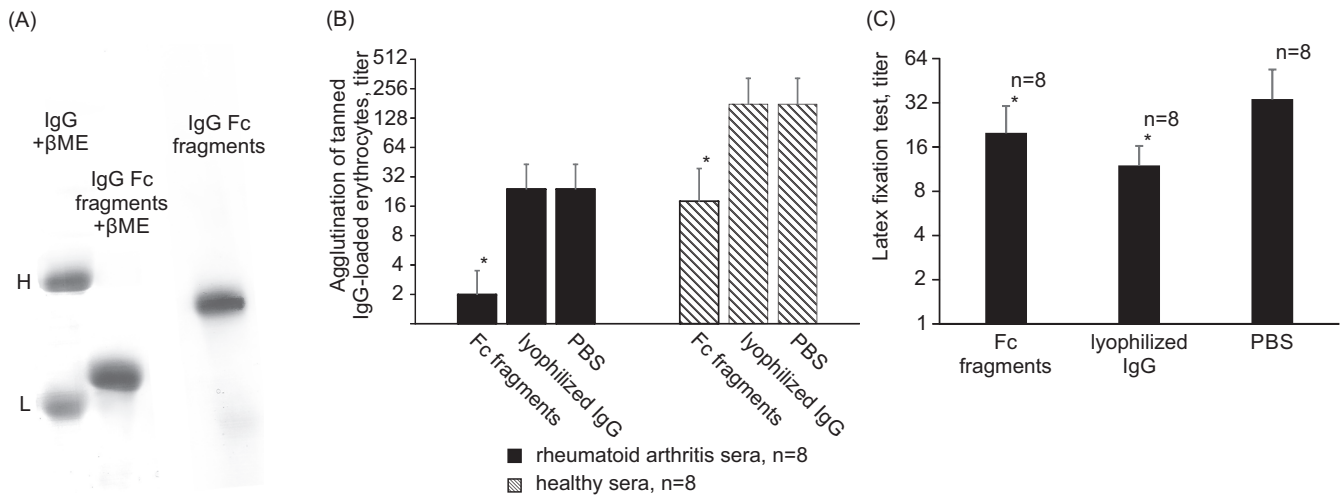 (A)
IgG
+βME
IgG Fc
fragments
+βME
IgG Fc
fragments
H
L
(B)
Agglutination of tanned
IgG-loaded erythrocytes, titer
512
256
128
64
32
16
8
4
2
*
*
Fc fragments
lyophilized IgG
PBS
Fc fragments
lyophilized IgG
PBS
rheumatoid arthritis sera, n=8
healthy sera, n=8
(C)
Latex fixation test, titer
64
32
16
8
4
2
1
n=8
*
n=8
*
n=8
Fc
fragments
lyophilized
IgG
PBS